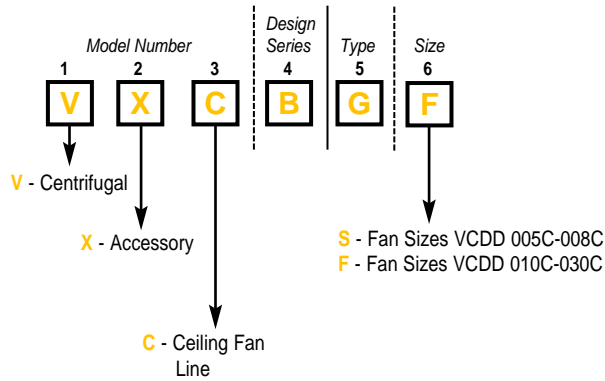 Design
Model Number Series Type Size
1 2 3 4 5 6
V X C B G F
V - Centrifugal
X - Accessory
S - Fan Sizes VCDD 005C-008C
F - Fan Sizes VCDD 010C-030C
C - Ceiling Fan
Line